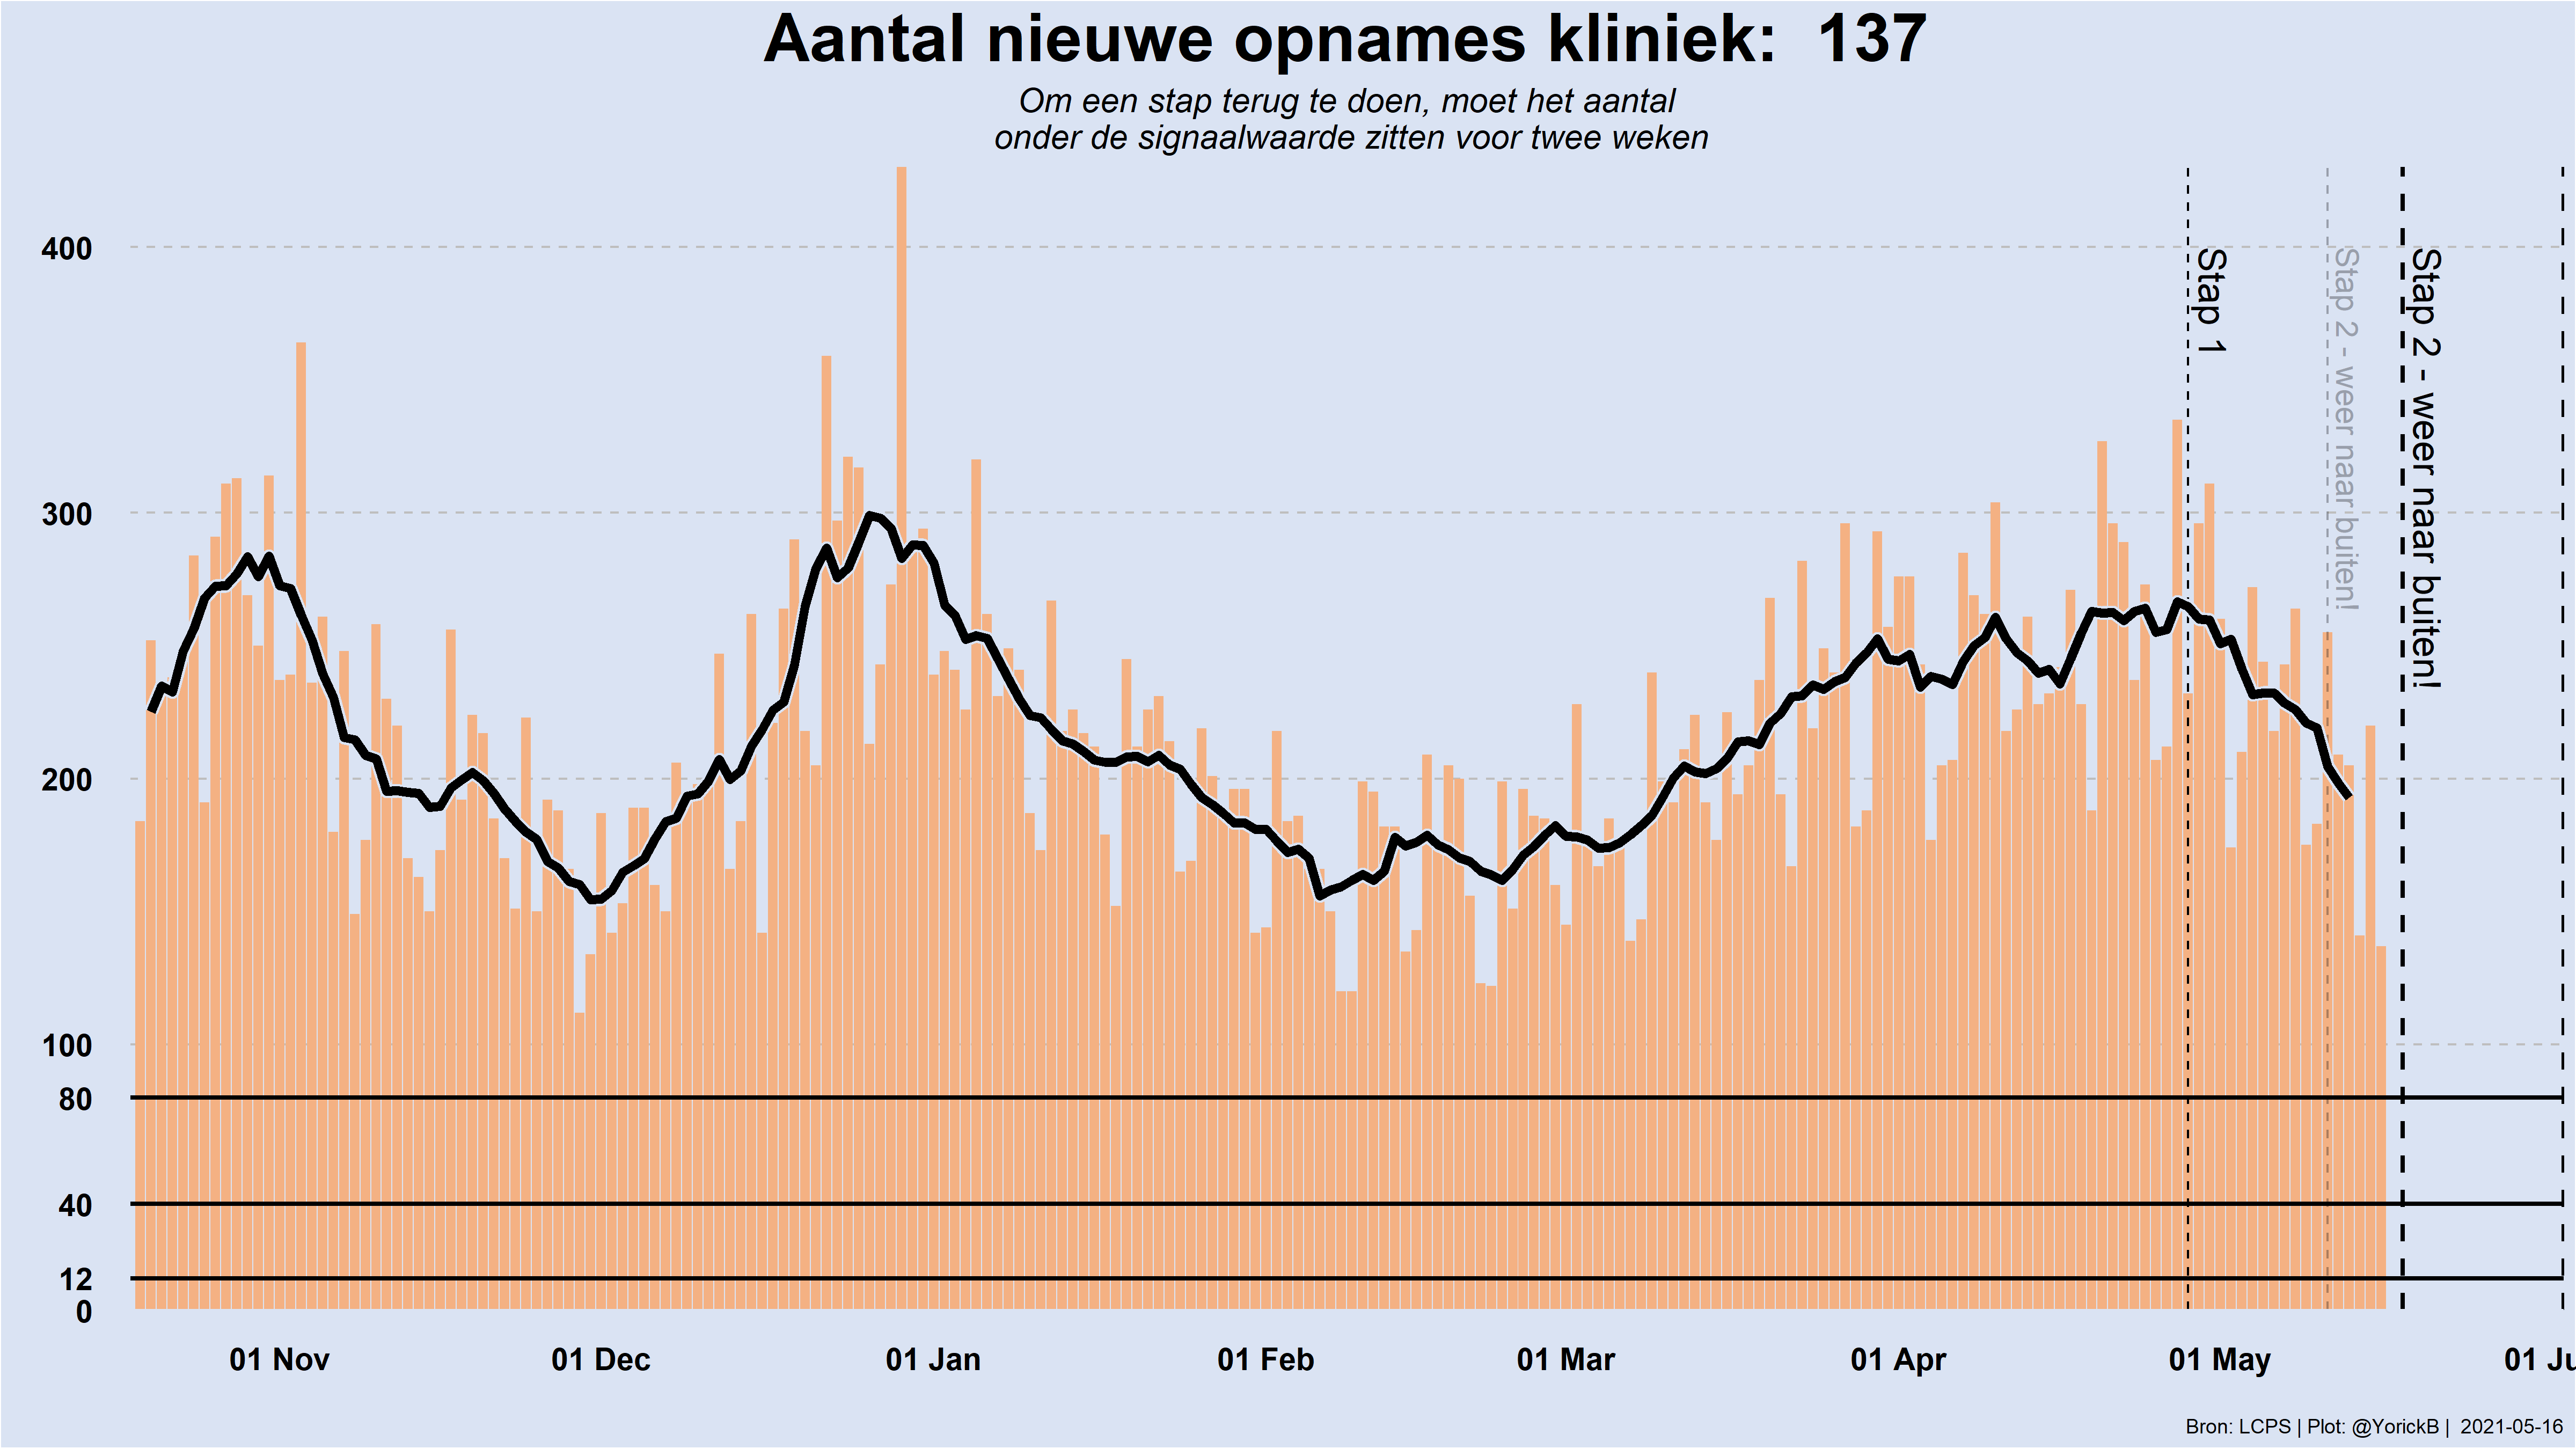 Aantal nieuwe opnames kliniek: 137
Om een stap terug te doen, moet het aantal
onder de signaalwaarde zitten voor twee weken
400
300
200
100
80
40
12
0
Stap 1
Stap 2 - weer naar buiten!
Stap 2 - weer naar buiten!
01 Nov
01 Dec
01 Jan
01 Feb
01 Mar
01 Apr
01 May
01 Ju
Bron: LCPS | Plot: @YorickB | 2021-05-16